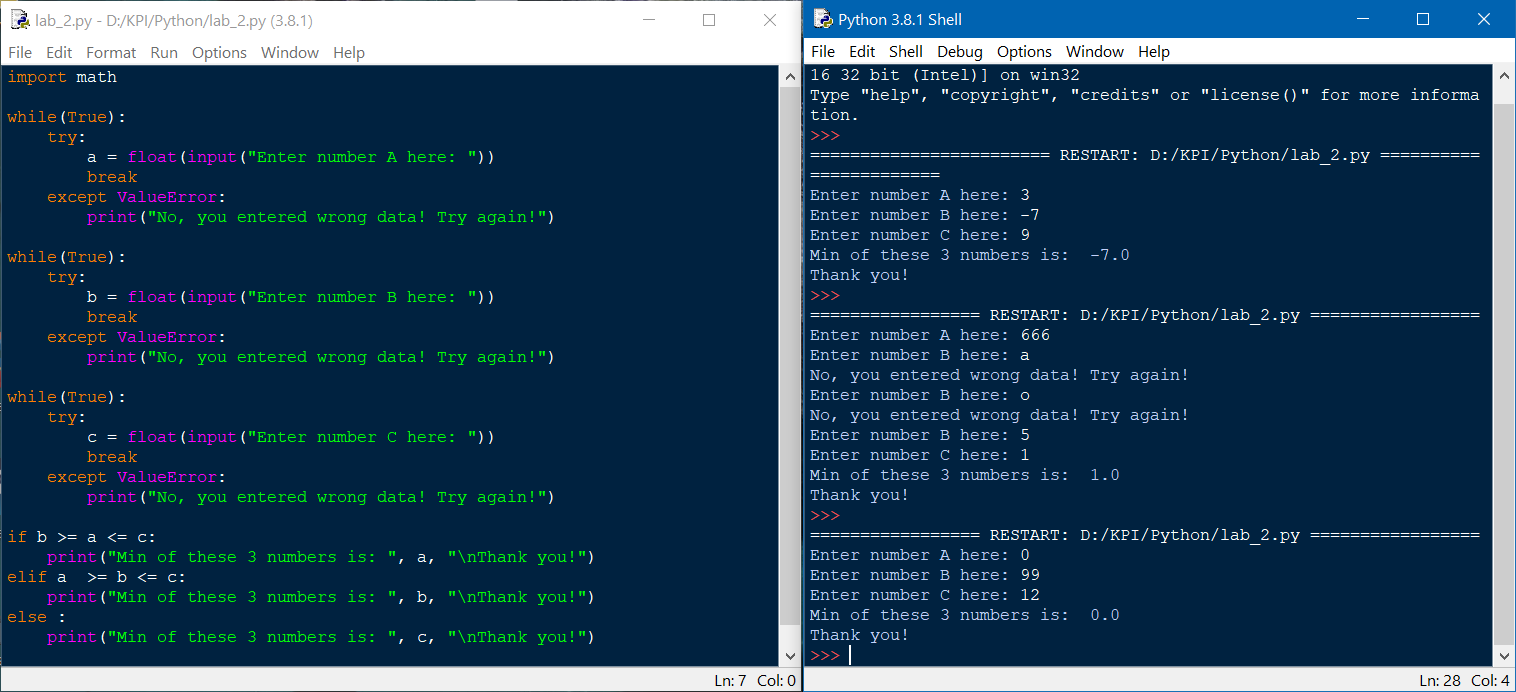 lab_2.py - D:/KPI/Python/lab_2.py (3.8.1)
File Edit Format Run Options Window Help
import math

while(True):
    try:
        a = float(input("Enter number A here: "))
        break
    except ValueError:
        print("No, you entered wrong data! Try again!")

while(True):
    try:
        b = float(input("Enter number B here: "))
        break
    except ValueError:
        print("No, you entered wrong data! Try again!")

while(True):
    try:
        c = float(input("Enter number C here: "))
        break
    except ValueError:
        print("No, you entered wrong data! Try again!")

if b >= a <= c:
    print("Min of these 3 numbers is: ", a, "\nThank you!")
elif a  >= b <= c:
    print("Min of these 3 numbers is: ", b, "\nThank you!")
else :
    print("Min of these 3 numbers is: ", c, "\nThank you!")
Ln: 7 Col: 0
Python 3.8.1 Shell
File Edit Shell Debug Options Window Help
16 32 bit (Intel)] on win32
Type "help", "copyright", "credits" or "license()" for more informa
tion.
>>>
======================== RESTART: D:/KPI/Python/lab_2.py ==========
=============
Enter number A here: 3
Enter number B here: -7
Enter number C here: 9
Min of these 3 numbers is:  -7.0
Thank you!
>>>
================= RESTART: D:/KPI/Python/lab_2.py =================
Enter number A here: 666
Enter number B here: a
No, you entered wrong data! Try again!
Enter number B here: o
No, you entered wrong data! Try again!
Enter number B here: 5
Enter number C here: 1
Min of these 3 numbers is:  1.0
Thank you!
>>>
================= RESTART: D:/KPI/Python/lab_2.py =================
Enter number A here: 0
Enter number B here: 99
Enter number C here: 12
Min of these 3 numbers is:  0.0
Thank you!
>>>
Ln: 28 Col: 4